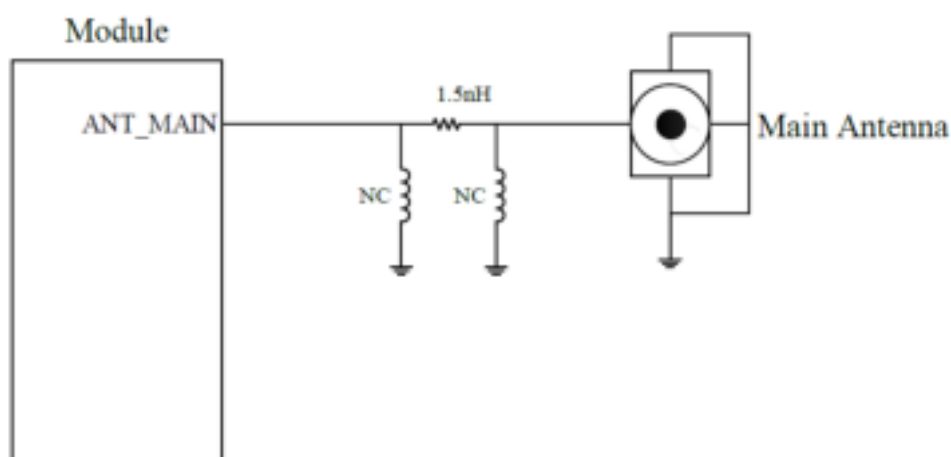 Module
1.5nH
ANT_MAIN
Main Antenna
NC
NC